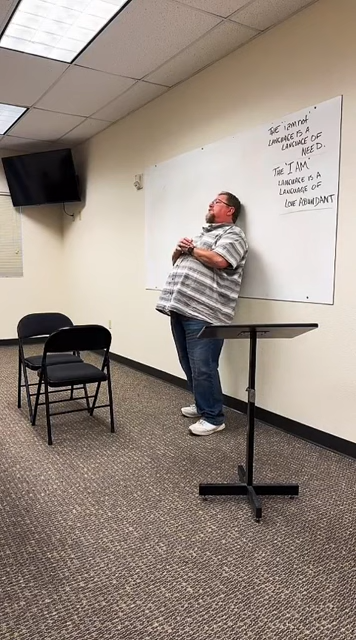 THE "I AM not"
LANGUAGE IS A
LANGUAGE OF
NEED.
THE "I AM"
LANGUAGE IS A
LANGUAGE OF
LOVE ABUNDANT